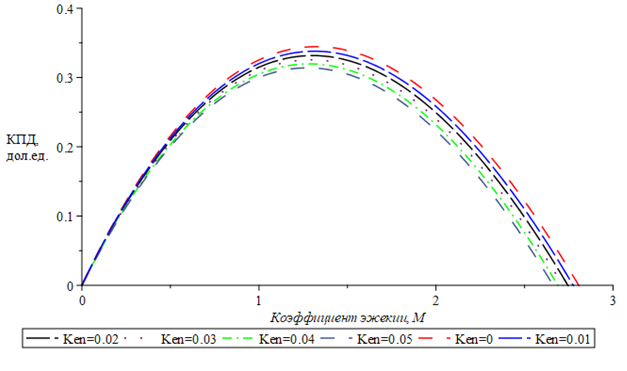 0.4
0.3
КПД,
дол.ед.
0.2
0.1
0
0
1
2
3
Коэффициент эжекии, М
Ken=0.02
Ken=0.03
Ken=0.04
Ken=0.05
Ken=0
Ken=0.01